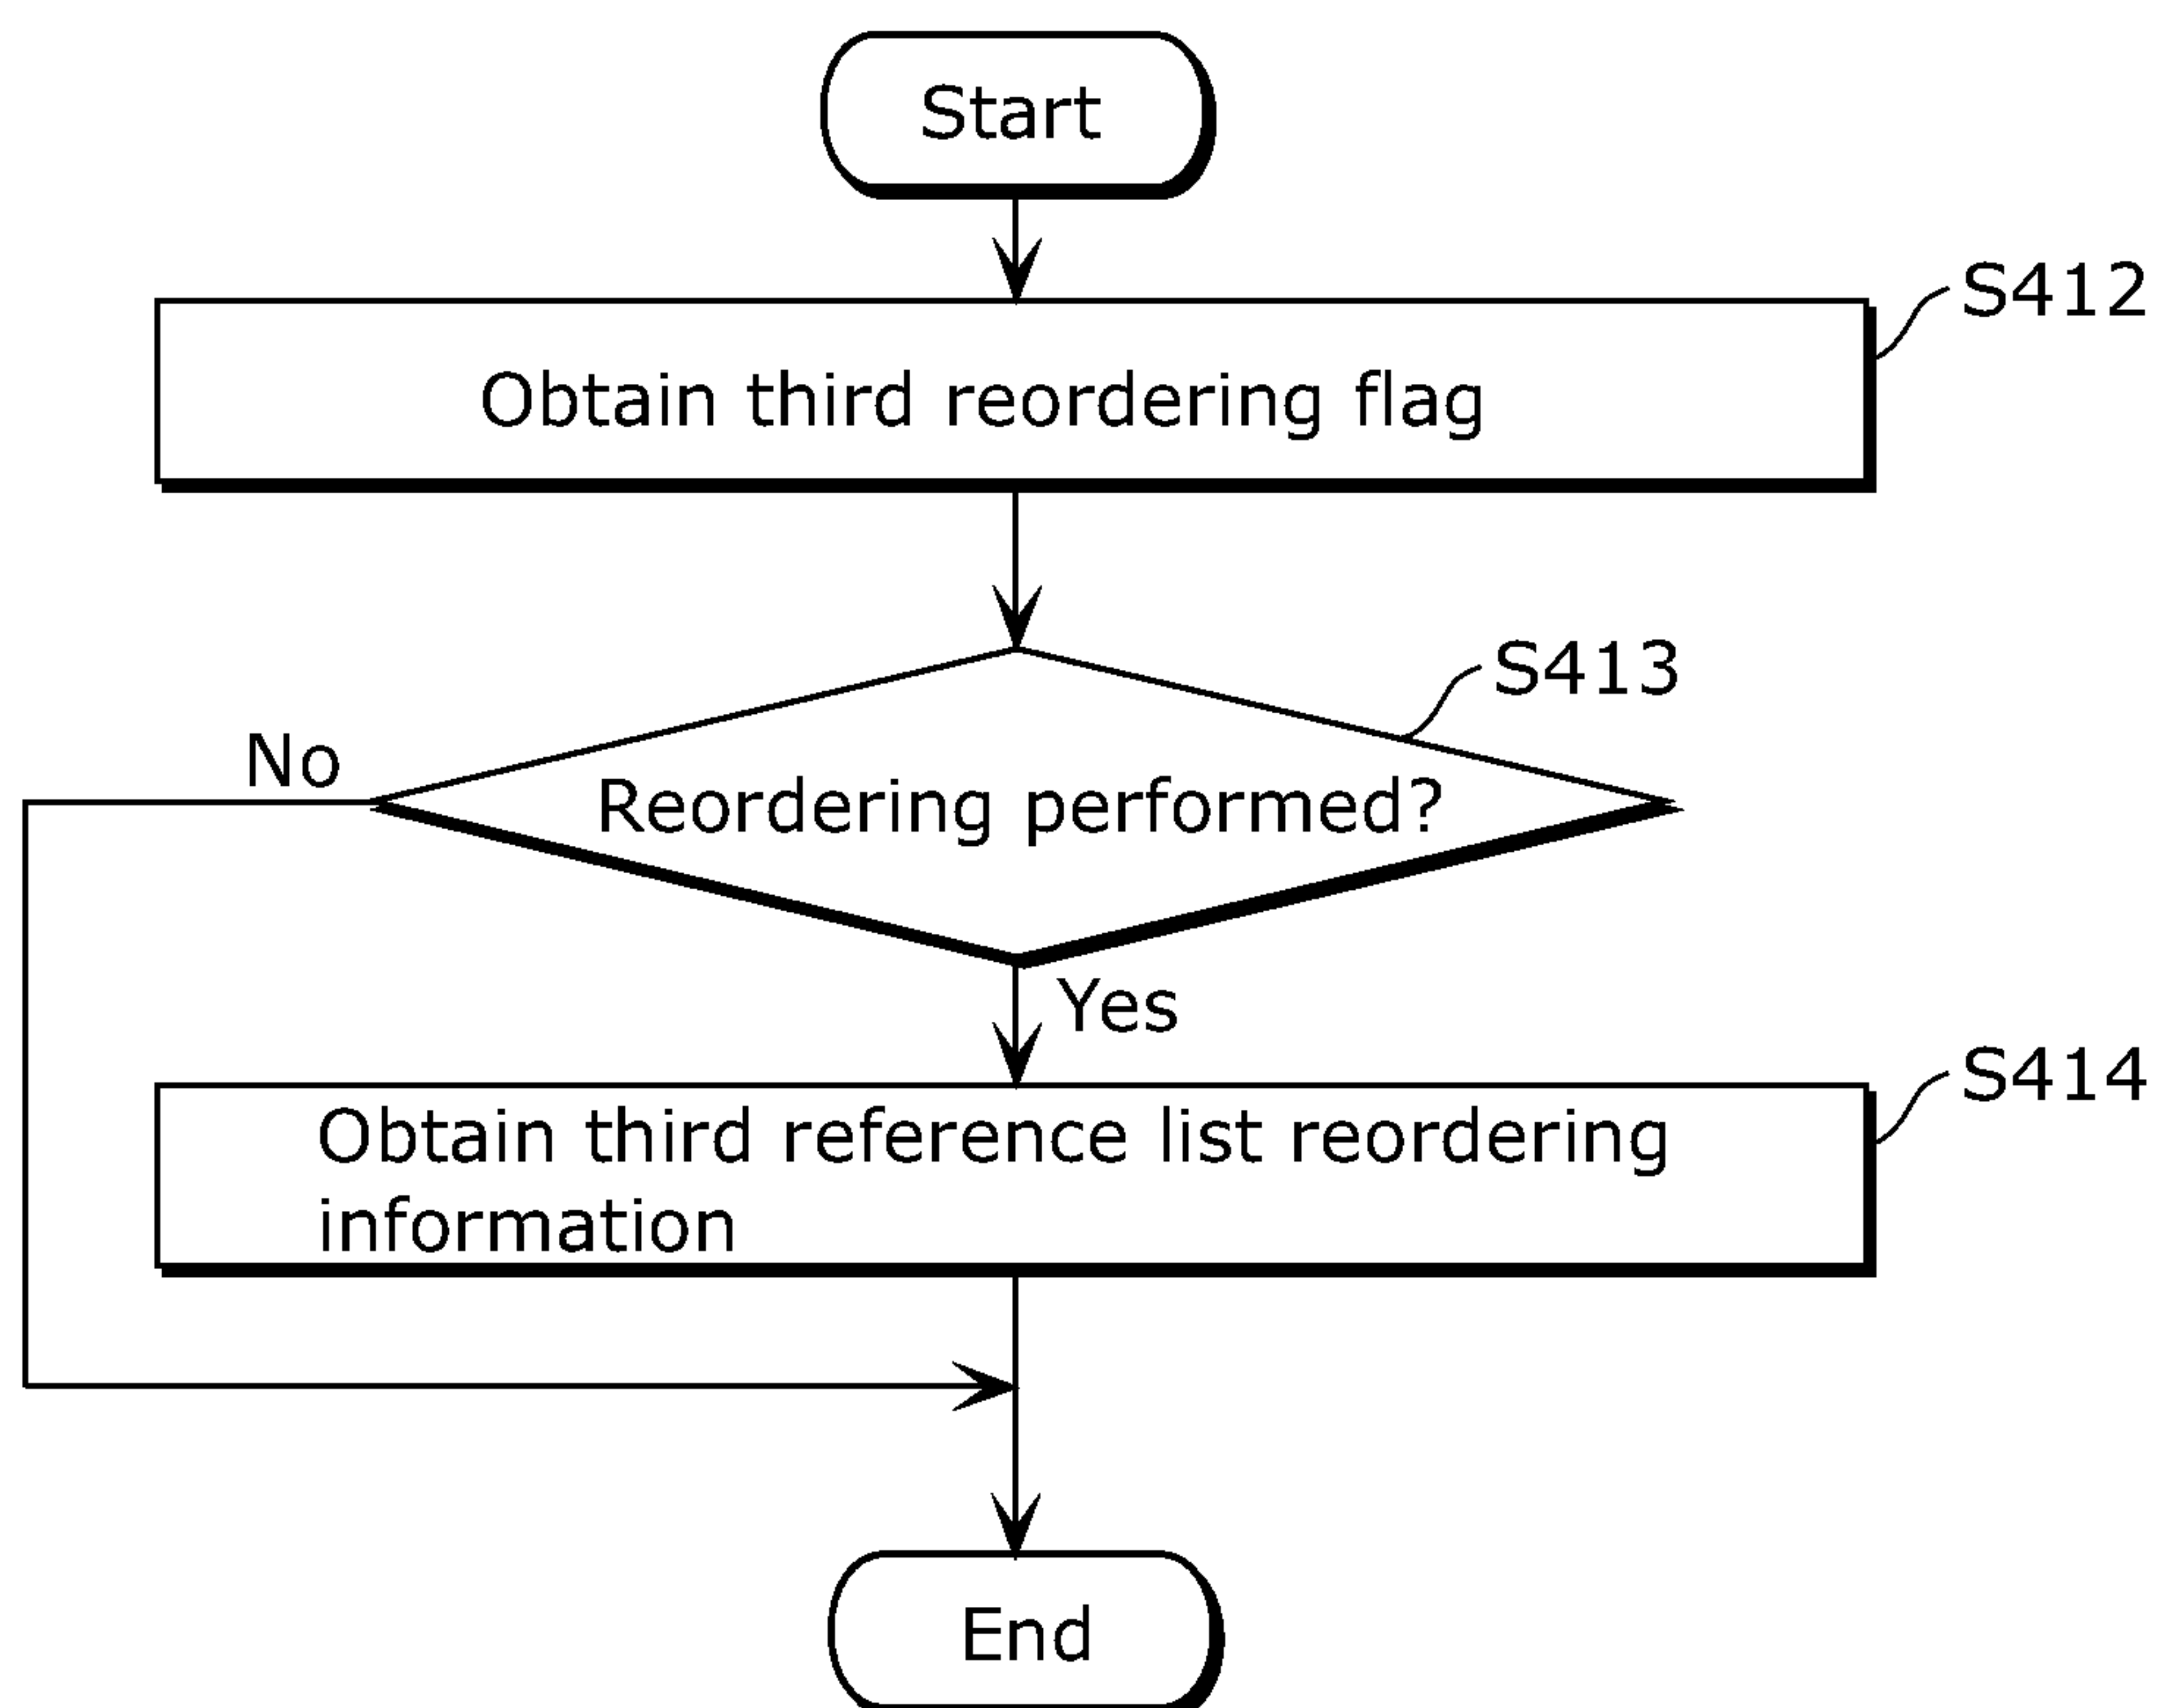 Start
S412
Obtain third reordering flag
S413
No
Reordering performed?
Yes
S414
Obtain third reference list reordering
information
End